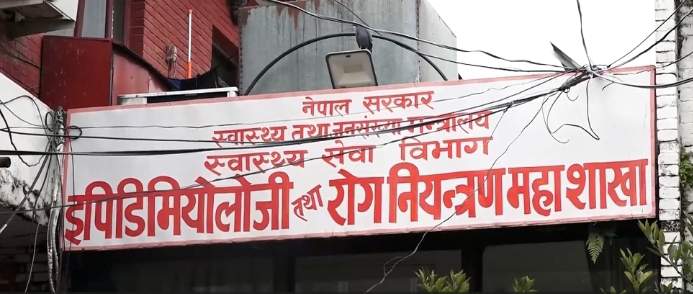 नेपाल सरकार
स्वास्थ्य तथा जनसंख्या मन्त्रालय
स्वास्थ्य सेवा विभाग
इपिडिमियोलोजी तथा रोग नियन्त्रण महाशाखा